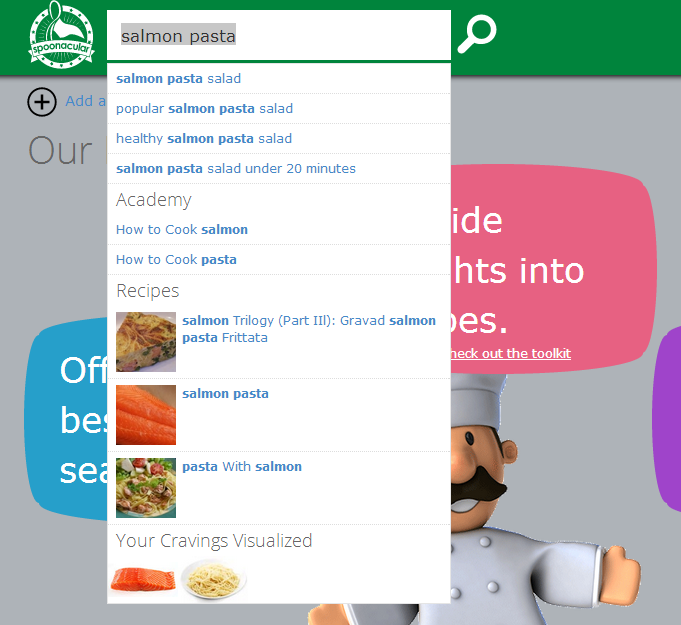 spoonacular
salmon pasta
salmon pasta salad
popular salmon pasta salad
healthy salmon pasta salad
salmon pasta salad under 20 minutes
Academy
How to Cook salmon
How to Cook pasta
Recipes
salmon Trilogy (Part III): Gravad salmon
pasta Frittata
salmon pasta
pasta With salmon
Your Cravings Visualized
Add a
Our
ide
hts into
pes.
heck out the toolkit
Off
bes
sea